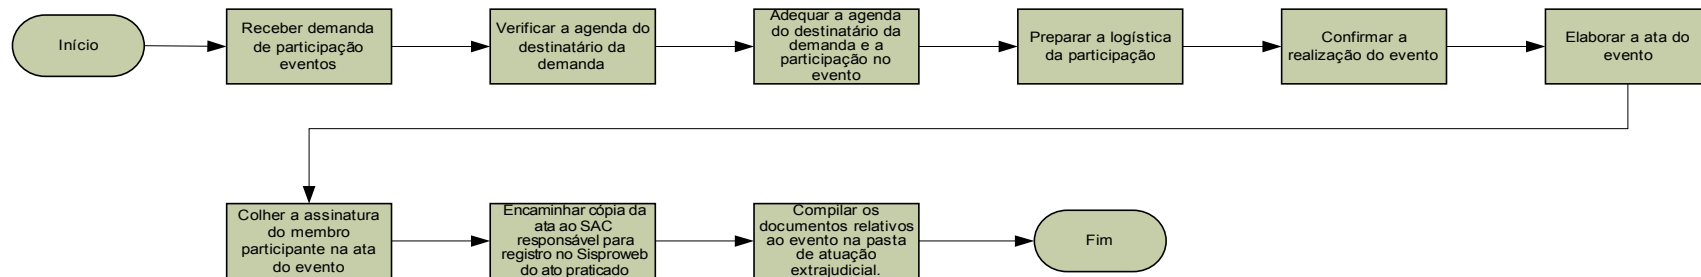 Início
Receber demanda
de participação
eventos
Verificar a agenda do
destinatário da
demanda
Adequar a agenda
do destinatário da
demanda e a
participação no
evento
Preparar a logística
da participação
Confirmar a
realização do evento
Elaborar a ata do
evento
Colher a assinatura
do membro
participante na ata
do evento
Encaminhar cópia da
ata ao SAC
responsável para
registro no Sisproweb
do ato praticado
Compilar os
documentos relativos
ao evento na pasta
de atuação
extrajudicial.
Fim